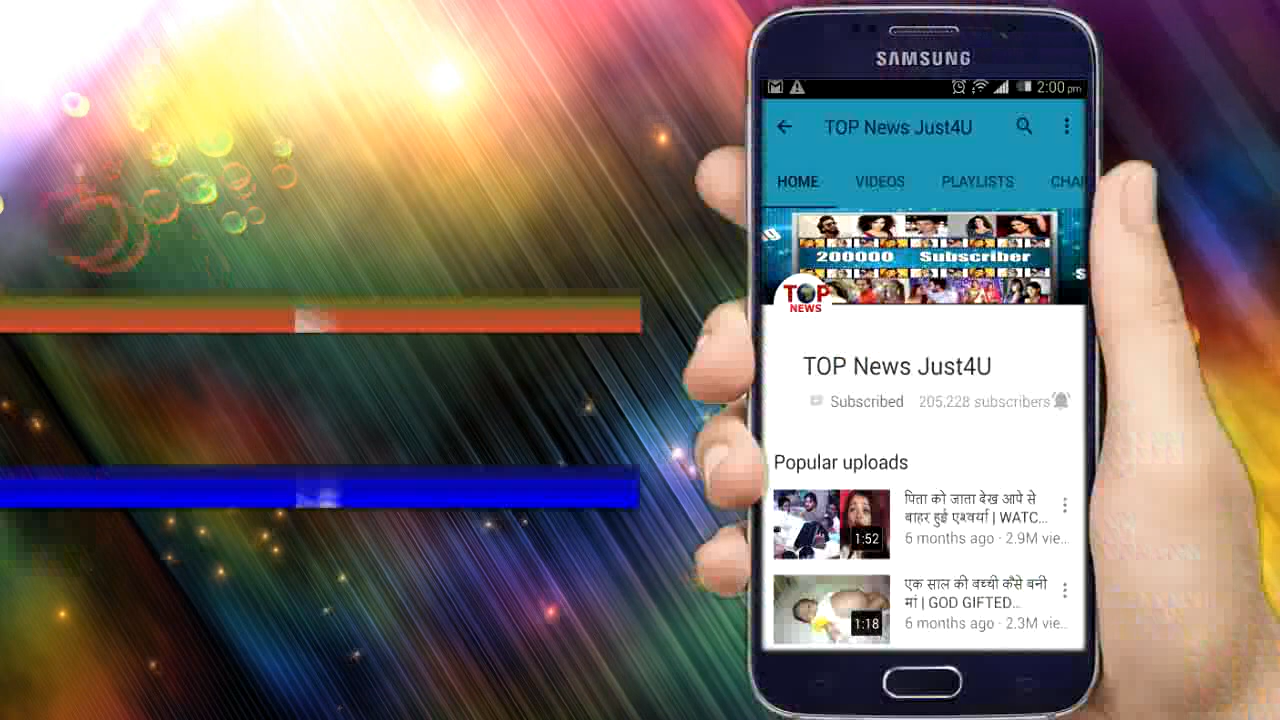 SAMSUNG
2:00 pm
TOP News Just4U
HOME VIDEOS PLAYLISTS CHA
200000 Subscriber
TOP
NEWS
TOP News Just4U
Subscribed 205,228 subscribers
Popular uploads
पिता को जाता देख आपे से
बाहर हुई एश्वर्या | WATC...
6 months ago · 2.9M vie...
1:52
एक साल की बच्ची कैसे बनी
मां | GOD GIFTED...
6 months ago · 2.3M vie...
1:18